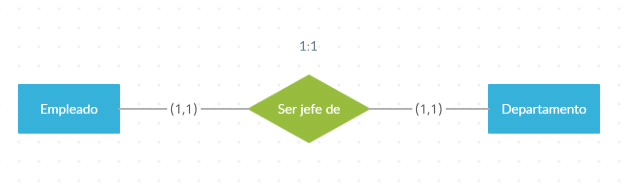 1:1
Empleado
(1,1)
Ser jefe de
(1,1)
Departamento